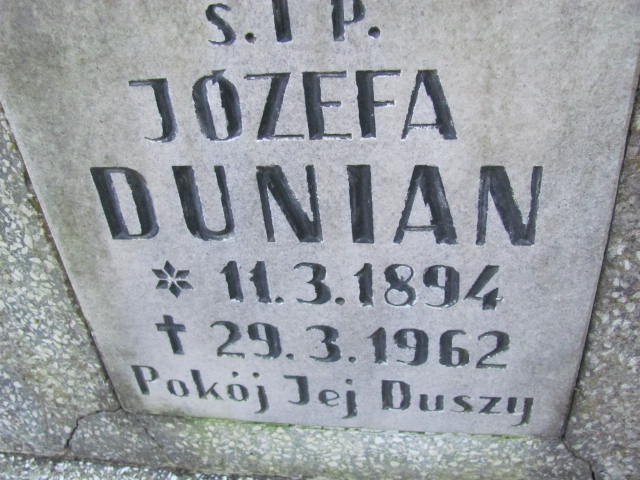 s.†p.
JÓZEFA
DUNIAN
* 11.3.1894
† 29.3.1962
Pokój Jej Duszy